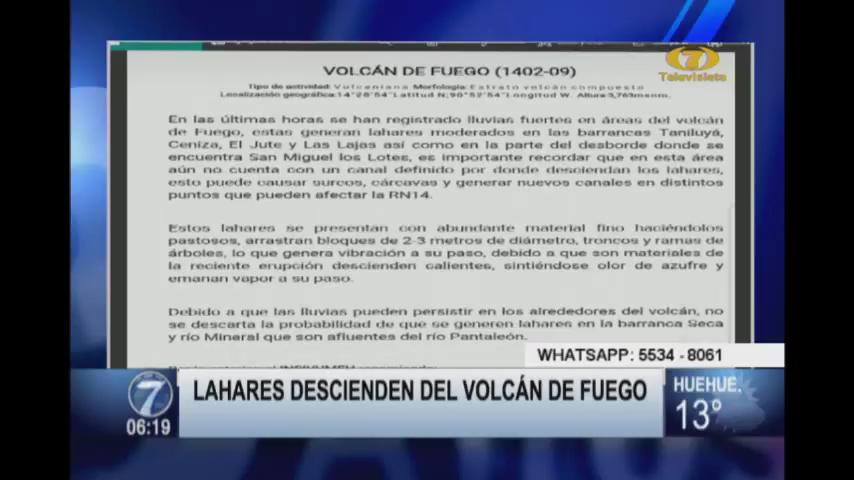 7
Televisiete
VOLCÁN DE FUEGO (1402-09)
Tipo de actividad: Vulcaniana Morfología: Estrato volcán compuesto
Localización geográfica:14°28'54"Latitud N;90°52'54"Longitud W. Altura 3,763msnm.
En las últimas horas se han registrado lluvias fuertes en áreas del volcán
de Fuego, estas generan lahares moderados en las barrancas Taniluyá,
Ceniza, El Jute y Las Lajas así como en la parte del desborde donde se
encuentra San Miguel los Lotes, es importante recordar que en esta área
aún no cuenta con un canal definido por donde desciendan los lahares,
esto puede causar surcos, cárcavas y generar nuevos canales en distintos
puntos que pueden afectar la RN14.
Estos lahares se presentan con abundante material fino haciéndolos
pastosos, arrastran bloques de 2-3 metros de diámetro, troncos y ramas de
árboles, lo que genera vibración a su paso, debido a que son materiales de
la reciente erupción descienden calientes, sintiéndose olor de azufre y
emanan vapor a su paso.
Debido a que las lluvias pueden persistir en los alrededores del volcán, no
se descarta la probabilidad de que se generen lahares en la barranca Seca
y río Mineral que son afluentes del río Pantaleón.
WHATSAPP: 5534 - 8061
7
LAHARES DESCIENDEN DEL VOLCÁN DE FUEGO
HUEHUE.
06:19
13°